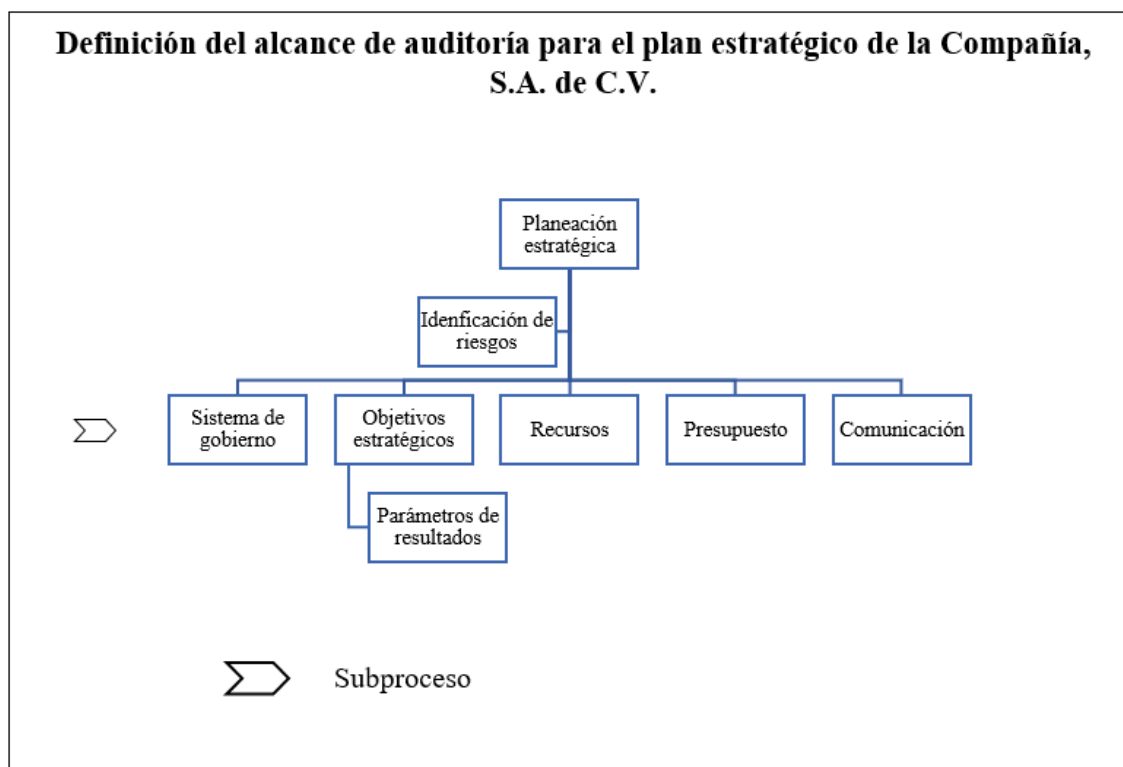 Definición del alcance de auditoría para el plan estratégico de la Compañía,
S.A. de C.V.
Planeación
estratégica
Idenficación de
riesgos
Sistema de
gobierno
Objetivos
estratégicos
Recursos
Presupuesto
Comunicación
Parámetros de
resultados
Subproceso